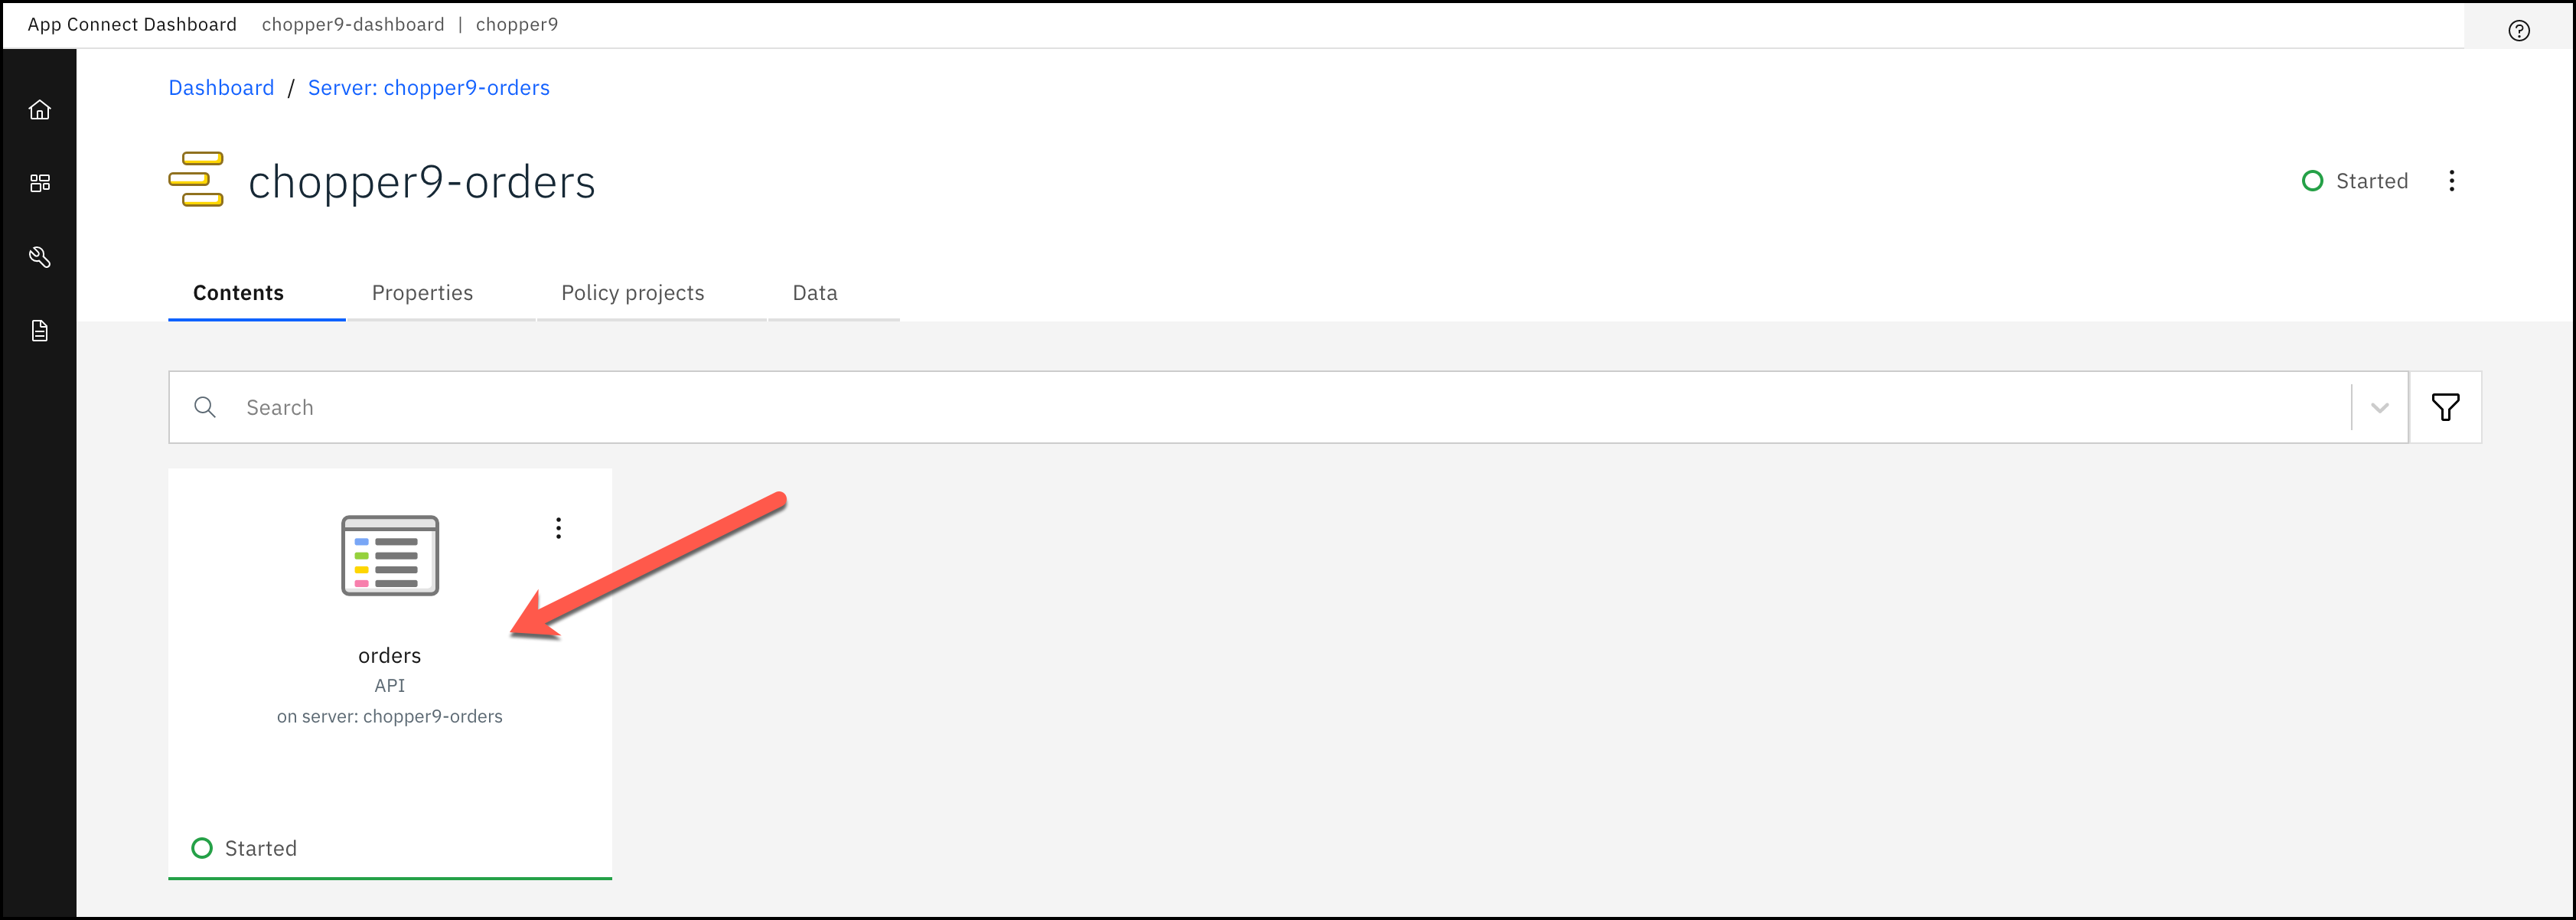 App Connect Dashboard chopper9-dashboard | chopper9
Dashboard / Server: chopper9-orders
chopper9-orders
Started
Contents Properties Policy projects Data
Search
orders
API
on server: chopper9-orders
Started